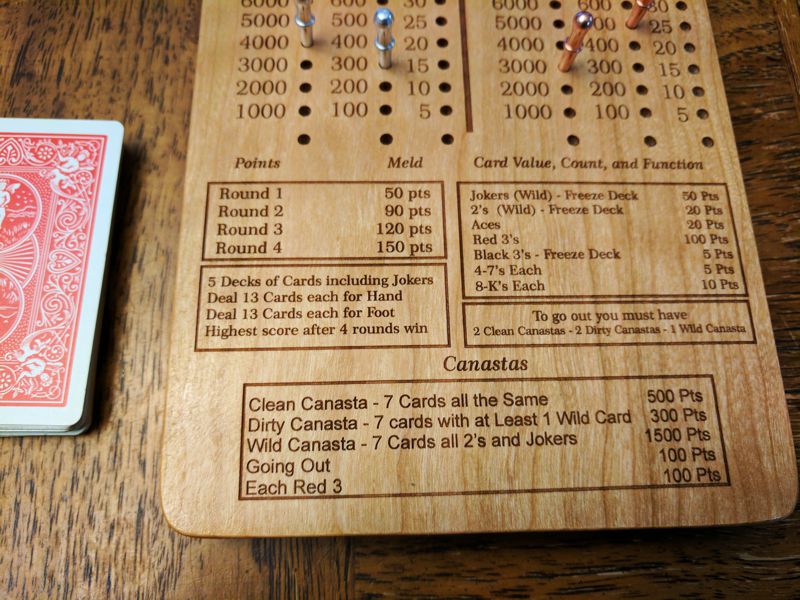 6000 600 30 6000 600 30
5000 500 25 5000 500 25
4000 400 20 4000 400 20
3000 300 15 3000 300 15
2000 200 10 2000 200 10
1000 100 5 1000 100 5
Points Meld
Round 1 50 pts
Round 2 90 pts
Round 3 120 pts
Round 4 150 pts
5 Decks of Cards including Jokers
Deal 13 Cards each for Hand
Deal 13 Cards each for Foot
Highest score after 4 rounds win
Card Value, Count, and Function
Jokers (Wild) - Freeze Deck 50 Pts
2's (Wild) - Freeze Deck 20 Pts
Aces 20 Pts
Red 3's 100 Pts
Black 3's - Freeze Deck 5 Pts
4-7's Each 5 Pts
8-K's Each 10 Pts
To go out you must have
2 Clean Canastas - 2 Dirty Canastas - 1 Wild Canasta
Canastas
Clean Canasta - 7 Cards all the Same 500 Pts
Dirty Canasta - 7 cards with at Least 1 Wild Card 300 Pts
Wild Canasta - 7 Cards all 2's and Jokers 1500 Pts
Going Out 100 Pts
Each Red 3 100 Pts